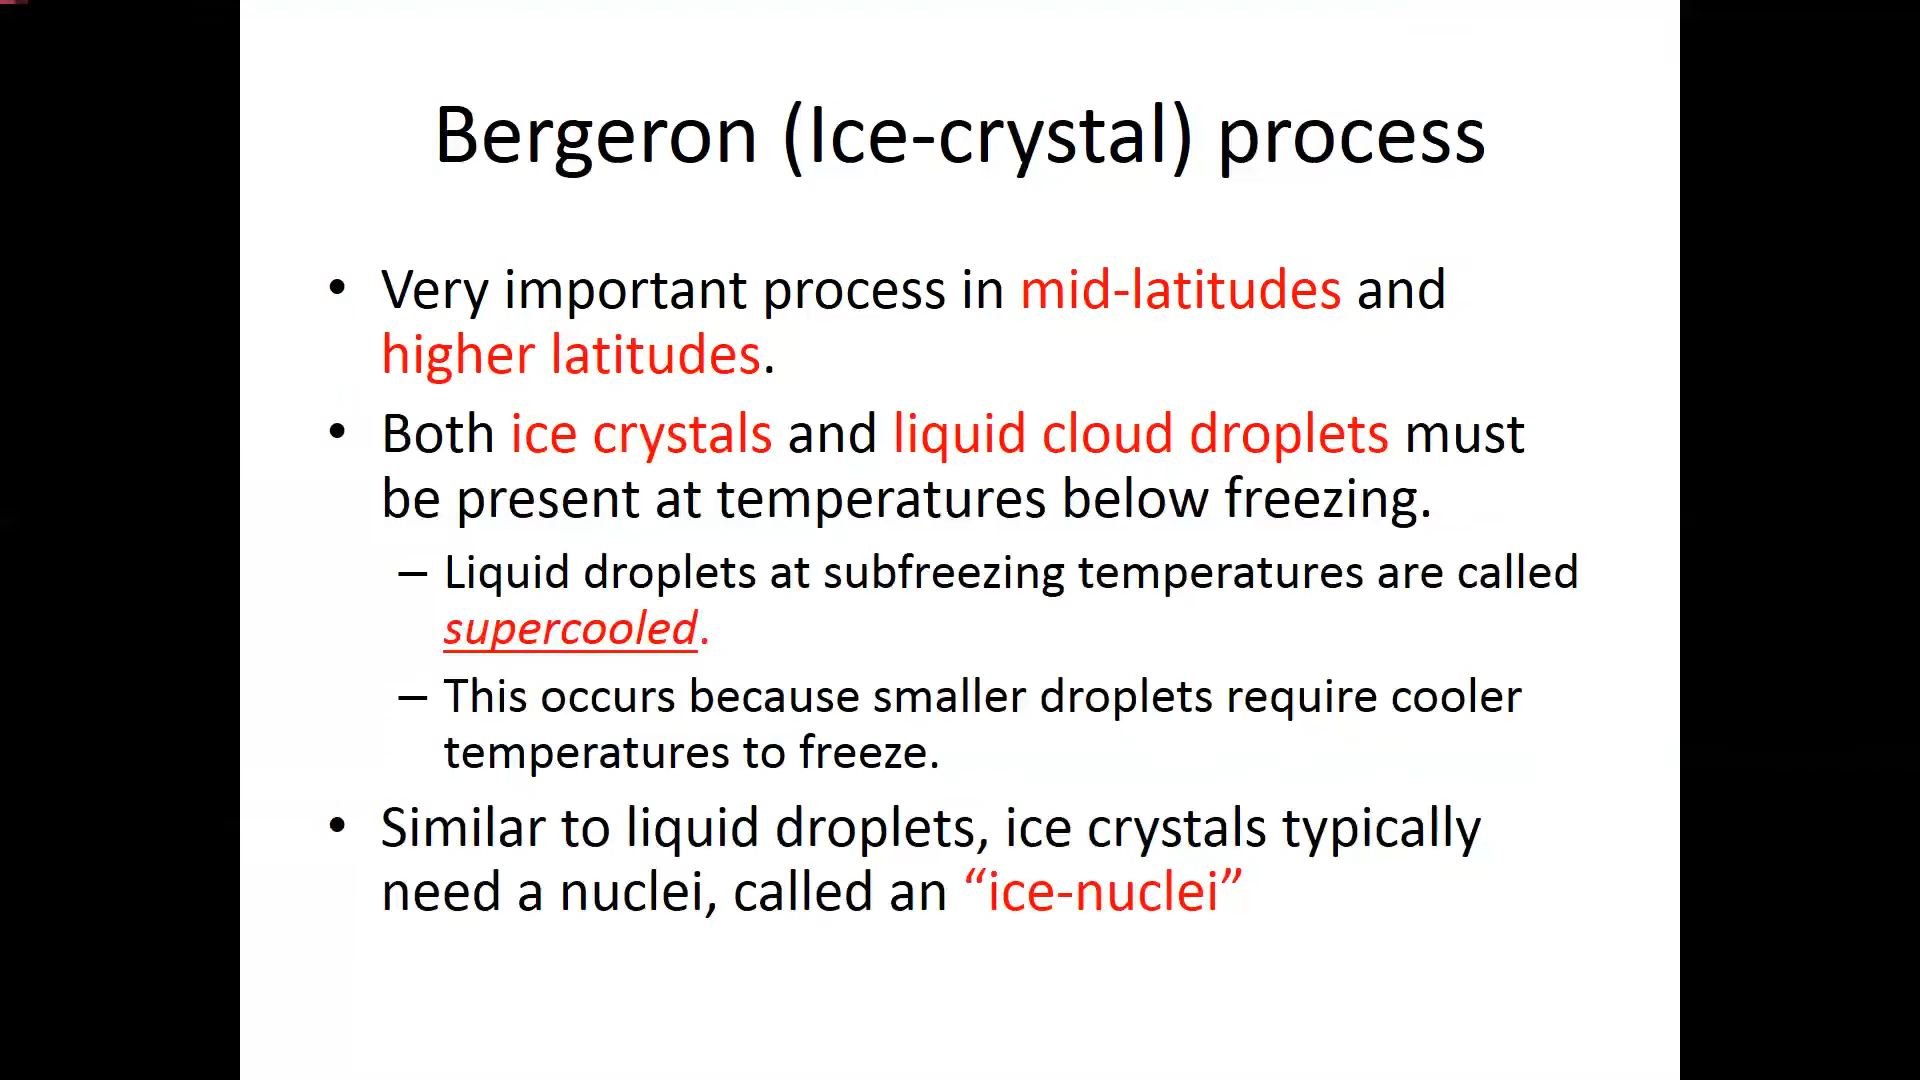 Bergeron (Ice-crystal) process
• Very important process in mid-latitudes and
higher latitudes.
• Both ice crystals and liquid cloud droplets must
be present at temperatures below freezing.
– Liquid droplets at subfreezing temperatures are called
supercooled.
– This occurs because smaller droplets require cooler
temperatures to freeze.
• Similar to liquid droplets, ice crystals typically
need a nuclei, called an “ice-nuclei”